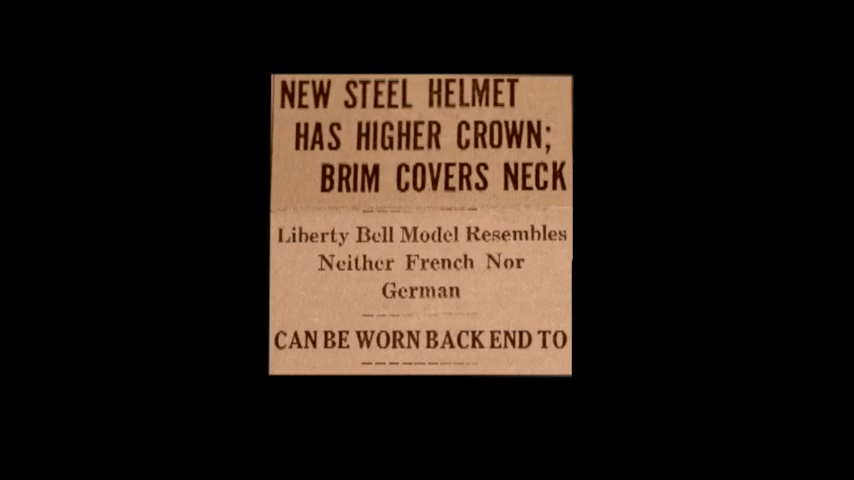 NEW STEEL HELMET
HAS HIGHER CROWN;
BRIM COVERS NECK
Liberty Bell Model Resembles
Neither French Nor
German
CAN BE WORN BACK END TO